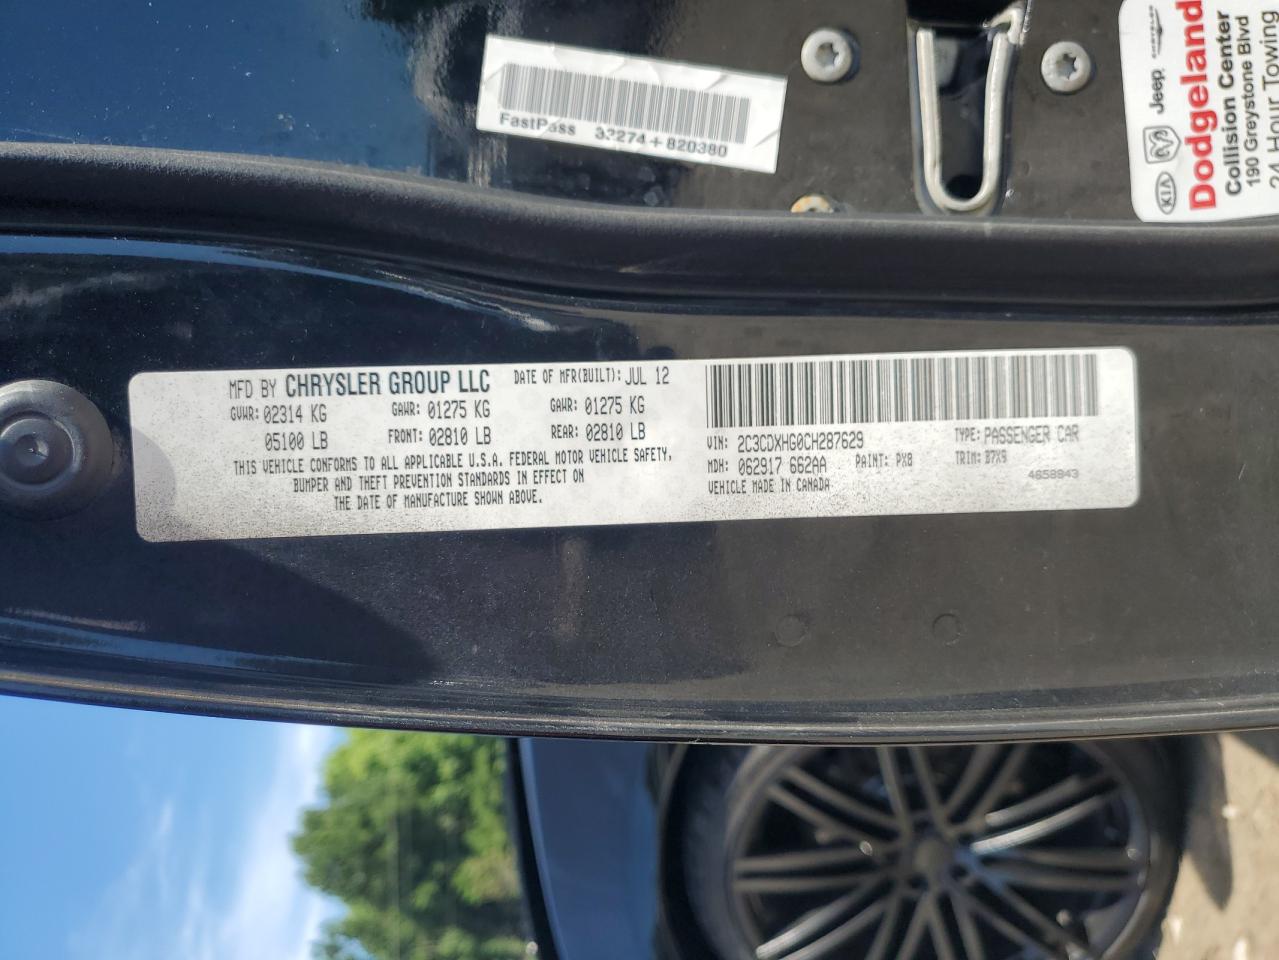 FastPass 33274+820380
KIA Jeep CHRYSLER
Dodgeland
Collision Center
190 Greystone Blvd
24 Hour Towing
MFD BY CHRYSLER GROUP LLC DATE OF MFR(BUILT): JUL 12
GVWR: 02314 KG GAWR: 01275 KG GAWR: 01275 KG
05100 LB FRONT: 02810 LB REAR: 02810 LB
THIS VEHICLE CONFORMS TO ALL APPLICABLE U.S.A. FEDERAL MOTOR VEHICLE SAFETY,
BUMPER AND THEFT PREVENTION STANDARDS IN EFFECT ON
THE DATE OF MANUFACTURE SHOWN ABOVE.
VIN: 2C3CDXHG0CH287629 TYPE: PASSENGER CAR
MDH: 062917 662AA PAINT: PX8 TRIM: B7X9
VEHICLE MADE IN CANADA 4658943